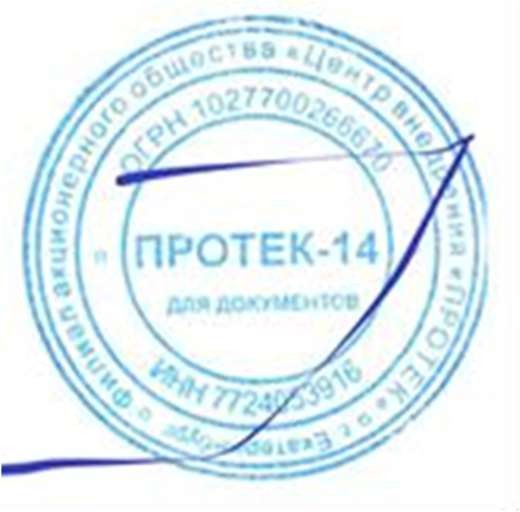 Филиал акционерного общества «Центр внедрения «ПРОТЕК» в г. Екатеринбург
ОГРН 1027700266620
ПРОТЕК-14
ДЛЯ ДОКУМЕНТОВ
ИНН 7724053916